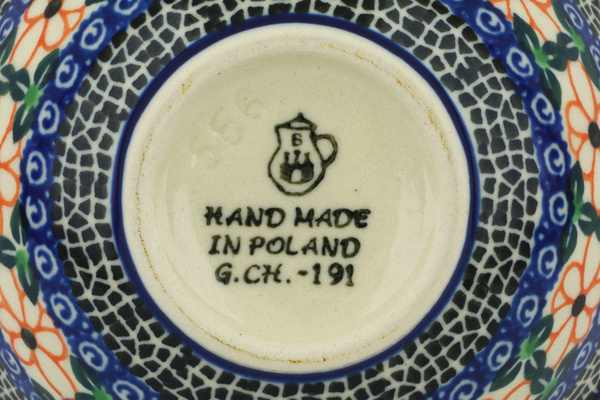 B
HAND MADE
IN POLAND
G.CH.-191